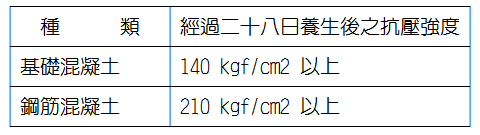 種 類 經過二十八日養生後之抗壓強度
基礎混凝土 140 kgf/cm2 以上
鋼筋混凝土 210 kgf/cm2 以上